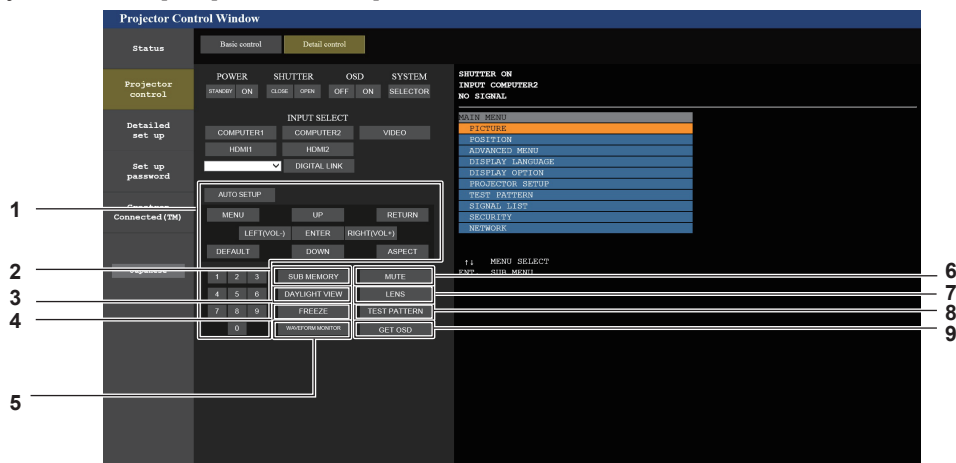 Projector Control Window
Status
Projector
control
Detailed
set up
Set up
password
Connected(TM)
Basic control
Detail control
POWER SHUTTER OSD SYSTEM
STANDBY ON CLOSE OPEN OFF ON SELECTOR
INPUT SELECT
COMPUTER1 COMPUTER2 VIDEO
HDMI1 HDMI2
DIGITAL LINK
AUTO SETUP
MENU UP RETURN
LEFT(VOL-) ENTER RIGHT(VOL+)
DEFAULT DOWN ASPECT
1 2 3 SUB MEMORY MUTE
4 5 6 DAYLIGHT VIEW LENS
7 8 9 FREEZE TEST PATTERN
0 WAVEFORM MONITOR GET OSD
SHUTTER ON
INPUT COMPUTER2
NO SIGNAL
MAIN MENU
PICTURE
POSITION
ADVANCED MENU
DISPLAY LANGUAGE
DISPLAY OPTION
PROJECTOR SETUP
TEST PATTERN
SIGNAL LIST
SECURITY
NETWORK
↑↓ MENU SELECT
ENT. SUB MENU
1
2
3
4
5
6
7
8
9